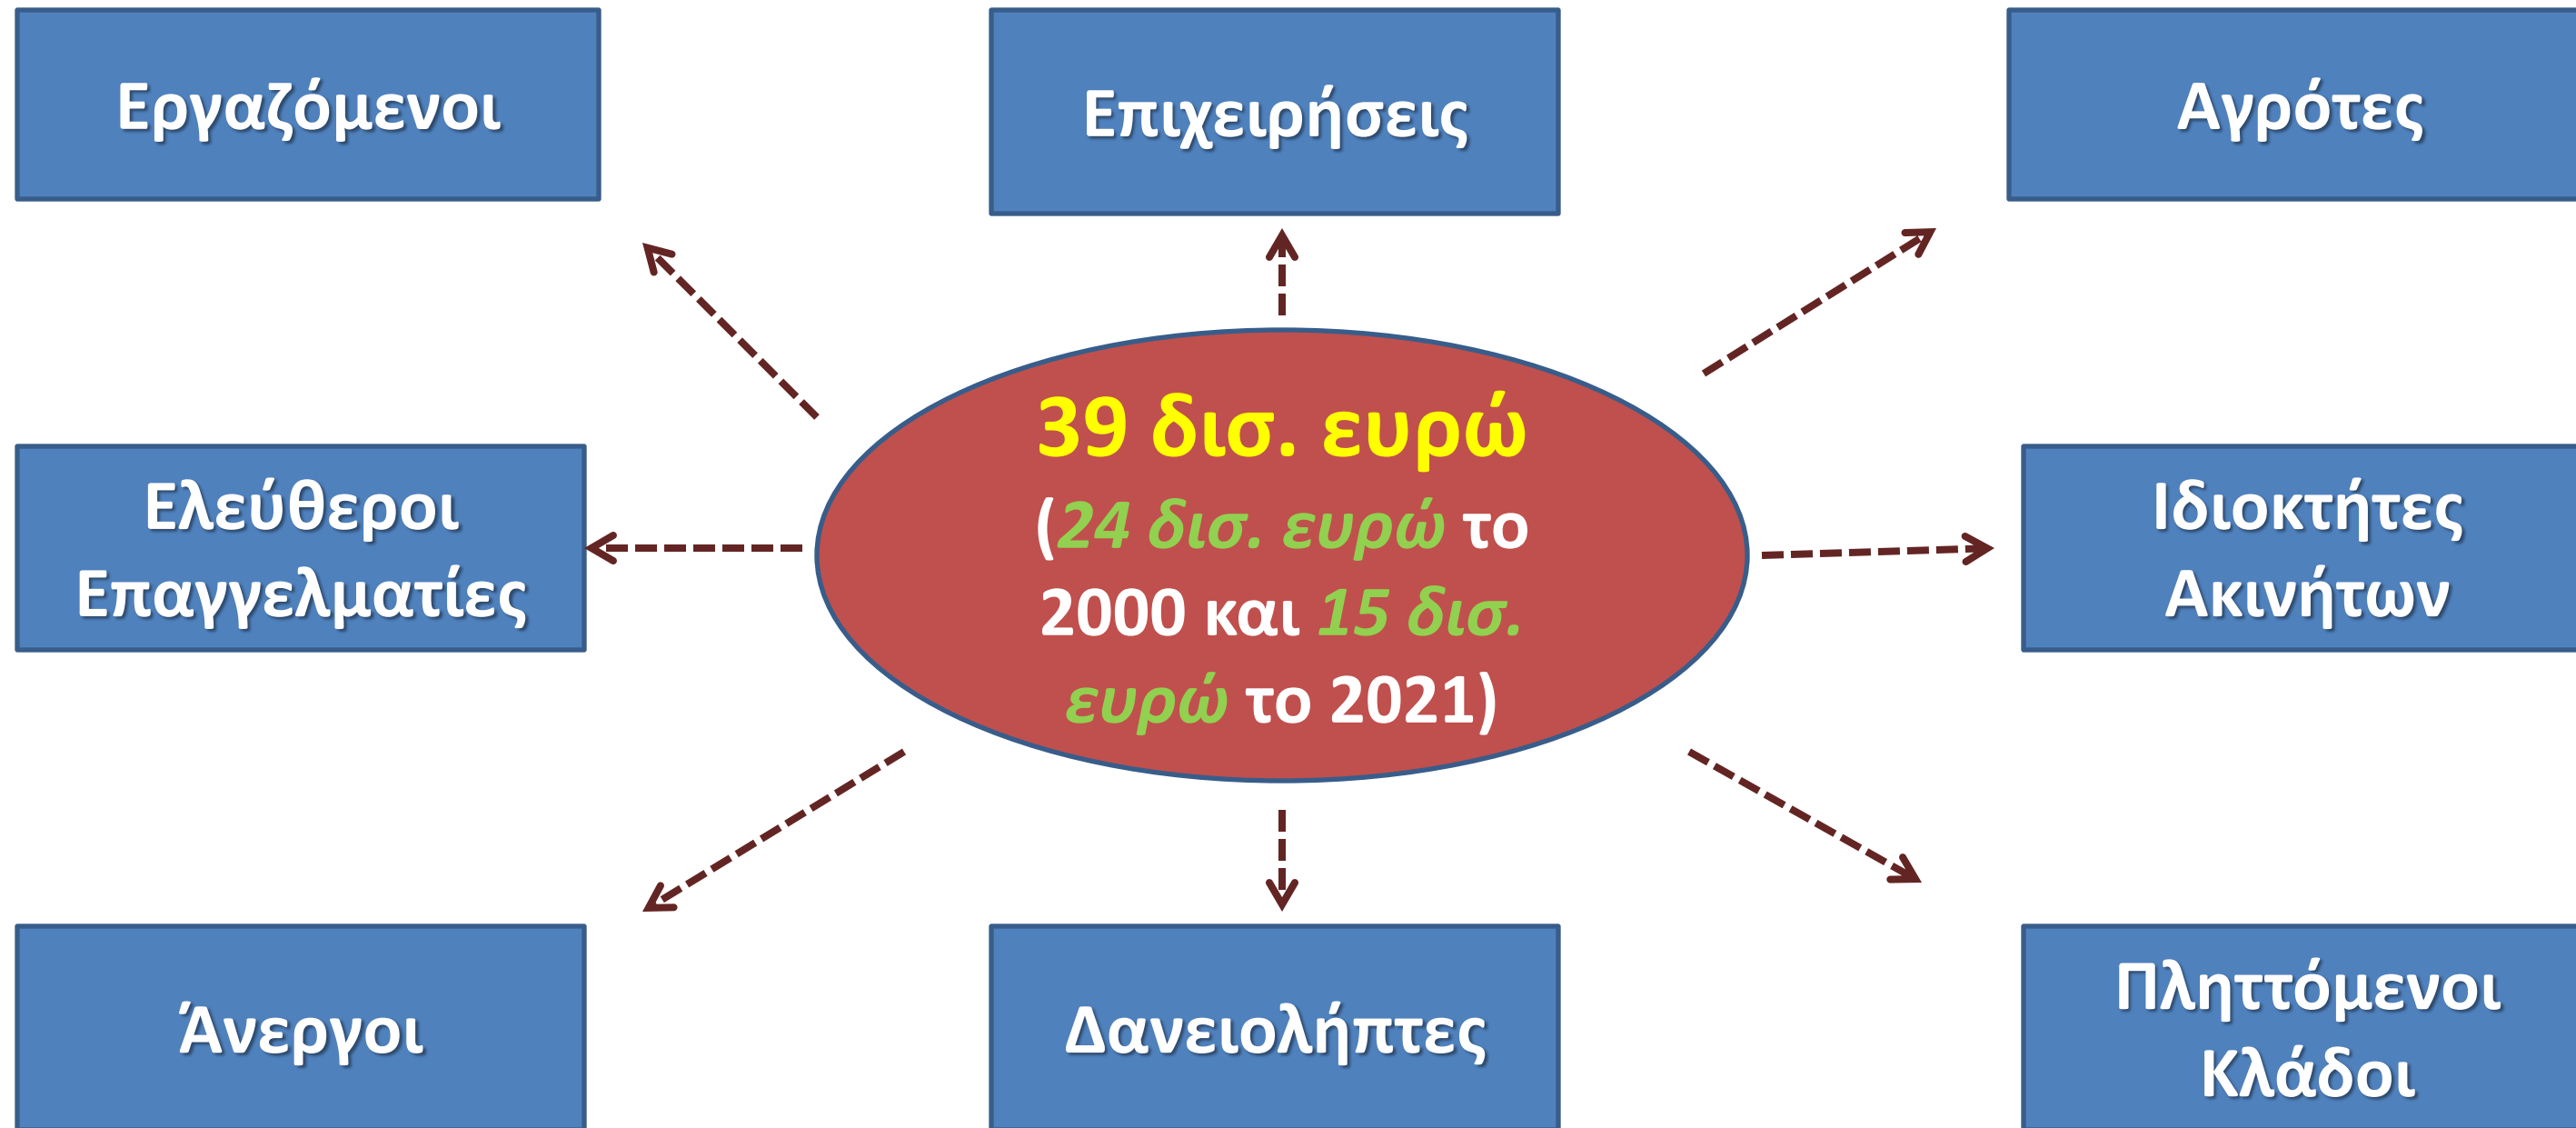 Εργαζόμενοι
Επιχειρήσεις
Αγρότες
39 δισ. ευρώ
(24 δισ. ευρώ το
2000 και 15 δισ.
ευρώ το 2021)
Ελεύθεροι
Επαγγελματίες
Ιδιοκτήτες
Ακινήτων
Άνεργοι
Δανειολήπτες
Πληττόμενοι
Κλάδοι